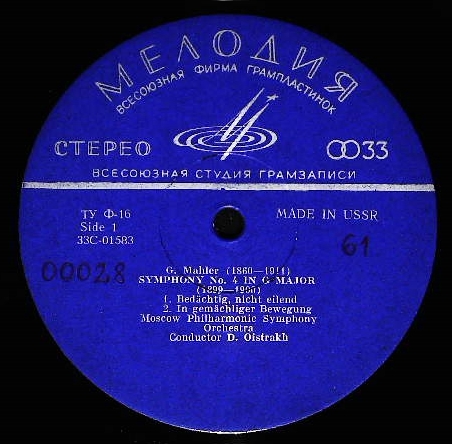 МЕЛОДИЯ
ВСЕСОЮЗНАЯ ФИРМА ГРАМПЛАСТИНОК
СТЕРЕО
33
ВСЕСОЮЗНАЯ СТУДИЯ ГРАМЗАПИСИ
ТУ Ф-16
MADE IN USSR
Side 1
33С-01583
61
00028
G. Mahler (1860—1911)
SYMPHONY No. 4 IN G MAJOR
(1899—1900)
1. Bedächtig, nicht eilend
2. In gemächliger Bewegung
Moscow Philharmonic Symphony
Orchestra
Conductor D. Oistrakh